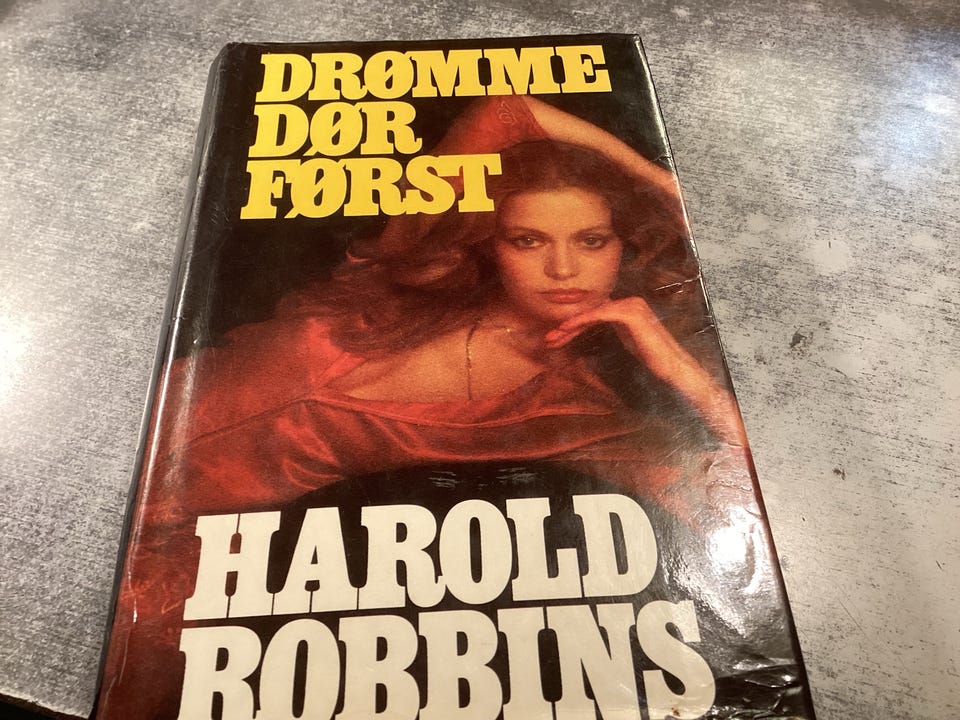 DRØMME
DØR
FØRST
HAROLD
ROBBINS